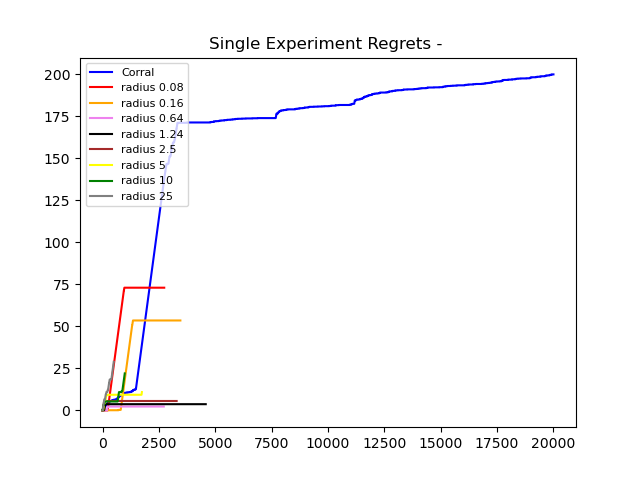 Single Experiment Regrets -
200
175
150
125
100
75
50
25
0
Corral
radius 0.08
radius 0.16
radius 0.64
radius 1.24
radius 2.5
radius 5
radius 10
radius 25
0 2500 5000 7500 10000 12500 15000 17500 20000